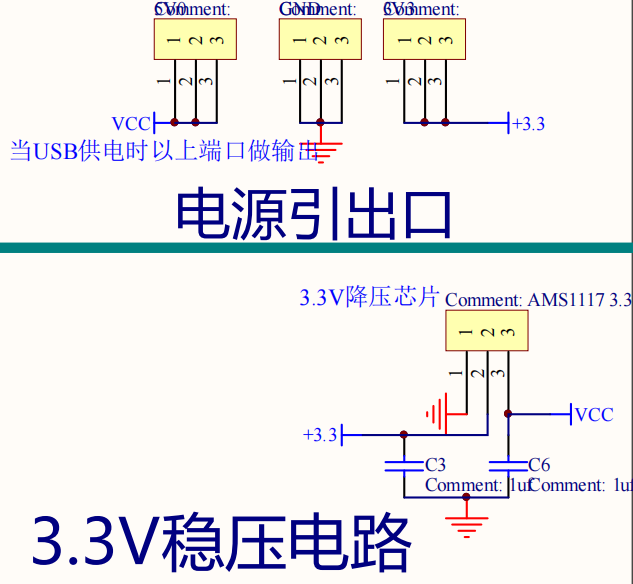 5V0 Comment: GND Comment: 3V3 Comment:
1 2 3 1 2 3 1 2 3
1 2 3 1 2 3 1 2 3
VCC +3.3
当USB供电时以上端口做输出
电源引出口
3.3V降压芯片 Comment: AMS1117 3.3
1 2 3
1 2 3
VCC
+3.3
C3 C6
Comment: 1uf Comment: 1uf
3.3V稳压电路